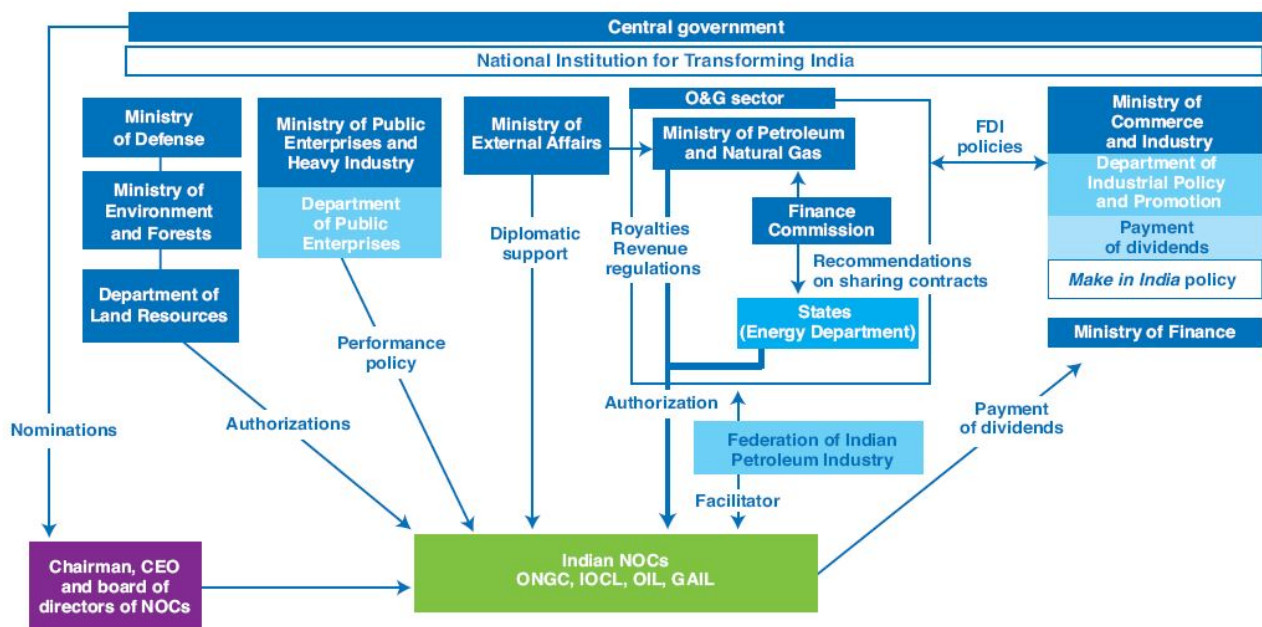 Central government
National Institution for Transforming India
Ministry
of Defense
Ministry of
Environment
and Forests
Department of
Land Resources
Ministry of Public
Enterprises and
Heavy Industry
Department
of Public
Enterprises
Ministry of
External Affairs
O&G sector
Ministry of Petroleum
and Natural Gas
Finance
Commission
Royalties
Revenue
regulations
Recommendations
on sharing contracts
States
(Energy Department)
FDI
policies
Ministry of
Commerce
and Industry
Department of
Industrial Policy
and Promotion
Payment
of dividends
Make in India policy
Ministry of Finance
Diplomatic
support
Performance
policy
Nominations
Authorizations
Authorization
Federation of Indian
Petroleum Industry
Facilitator
Payment
of dividends
Chairman, CEO
and board of
directors of NOCs
Indian NOCs
ONGC, IOCL, OIL, GAIL